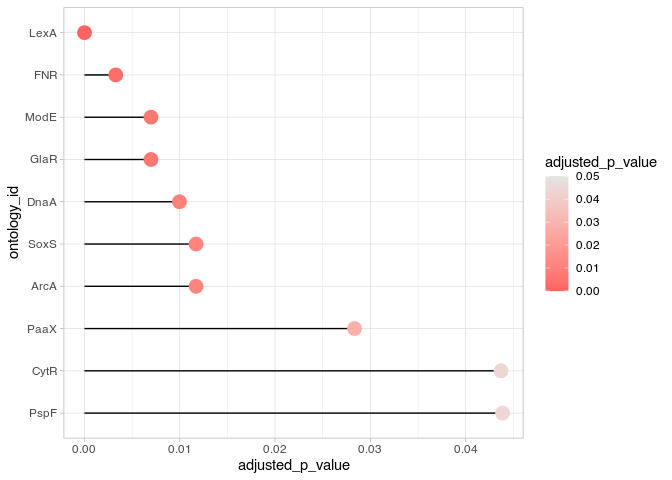 LexA
FNR
ModE
GlaR
DnaA
SoxS
ArcA
PaaX
CytR
PspF
ontology_id
0.00 0.01 0.02 0.03 0.04
adjusted_p_value
adjusted_p_value
0.05
0.04
0.03
0.02
0.01
0.00